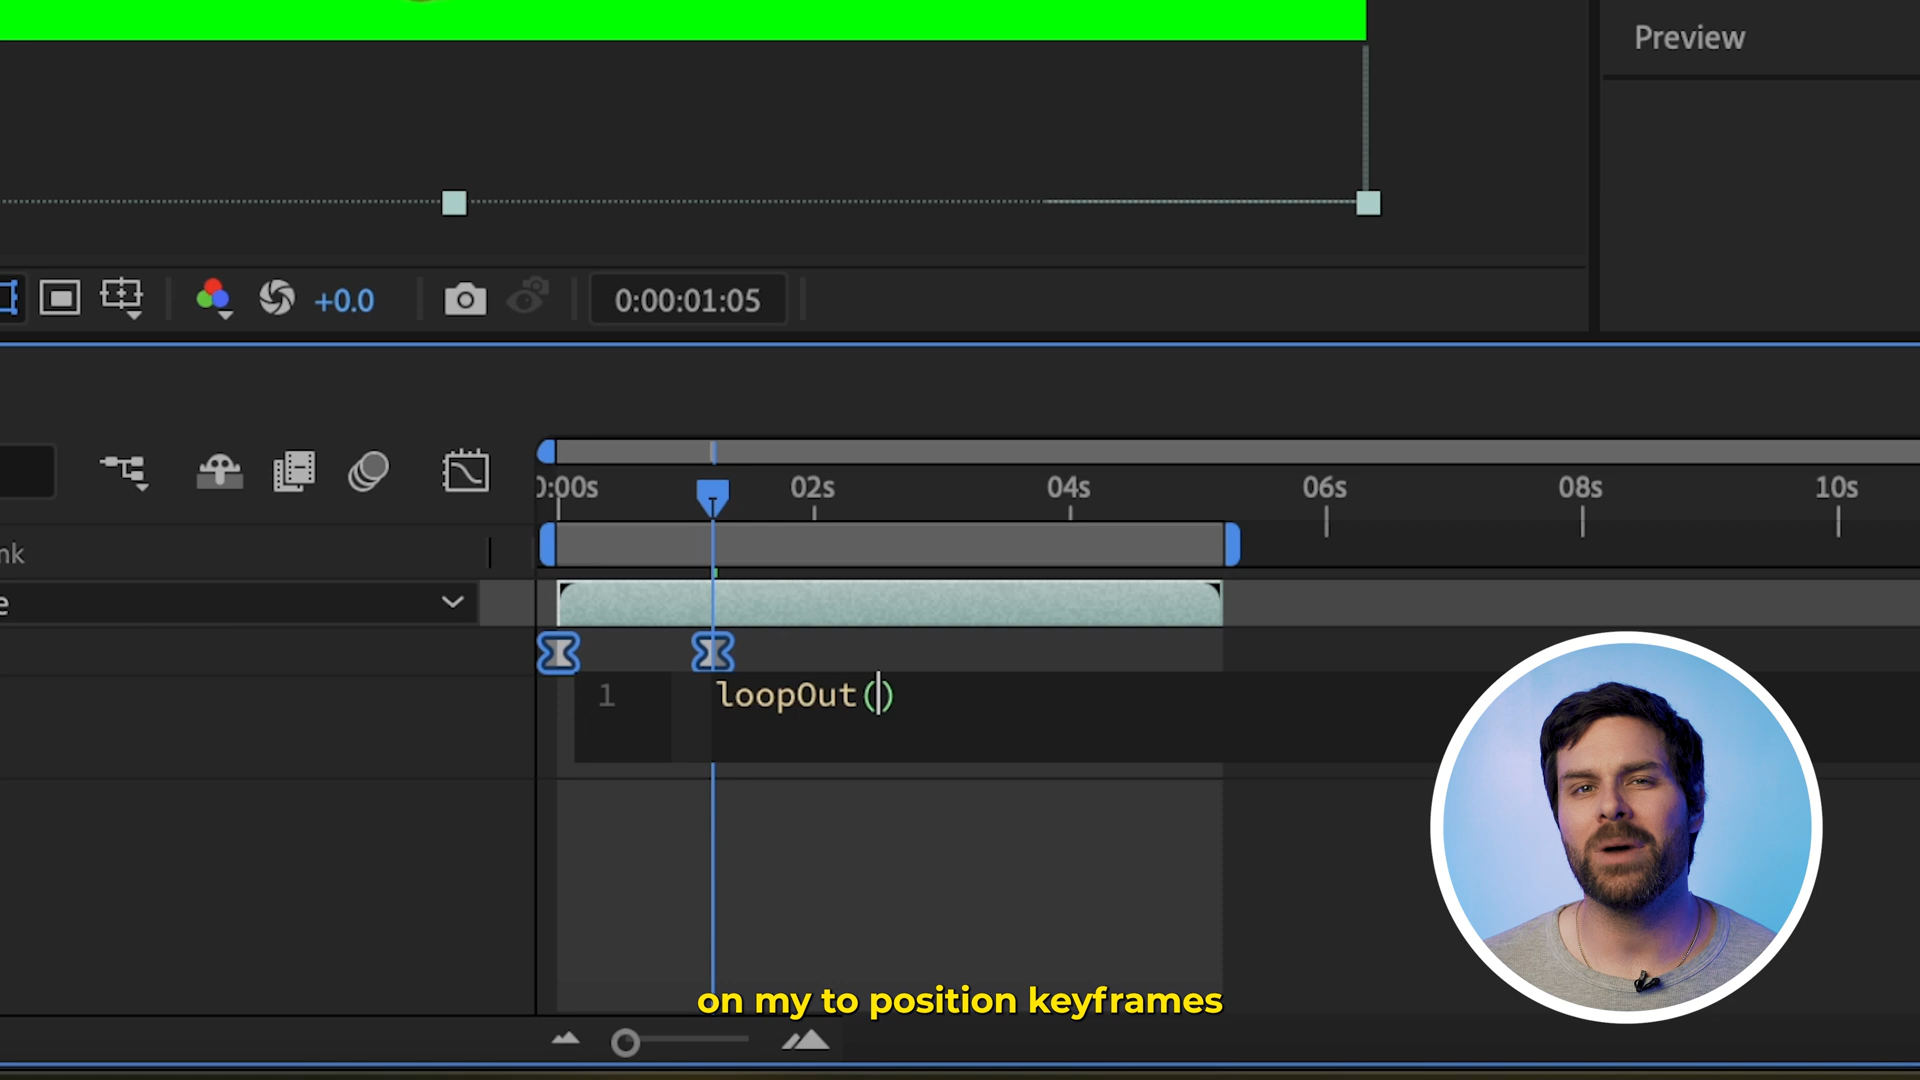 Preview
+0.0
0:00:01:05
0:00s
02s
04s
06s
08s
10s
nk
e
1
loopOut()
on my to position keyframes